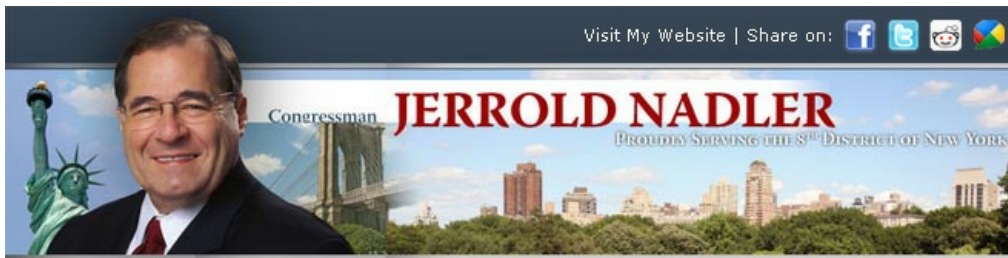 Visit My Website | Share on:
Congressman JERROLD NADLER
PROUDLY SERVING THE 8TH DISTRICT OF NEW YORK